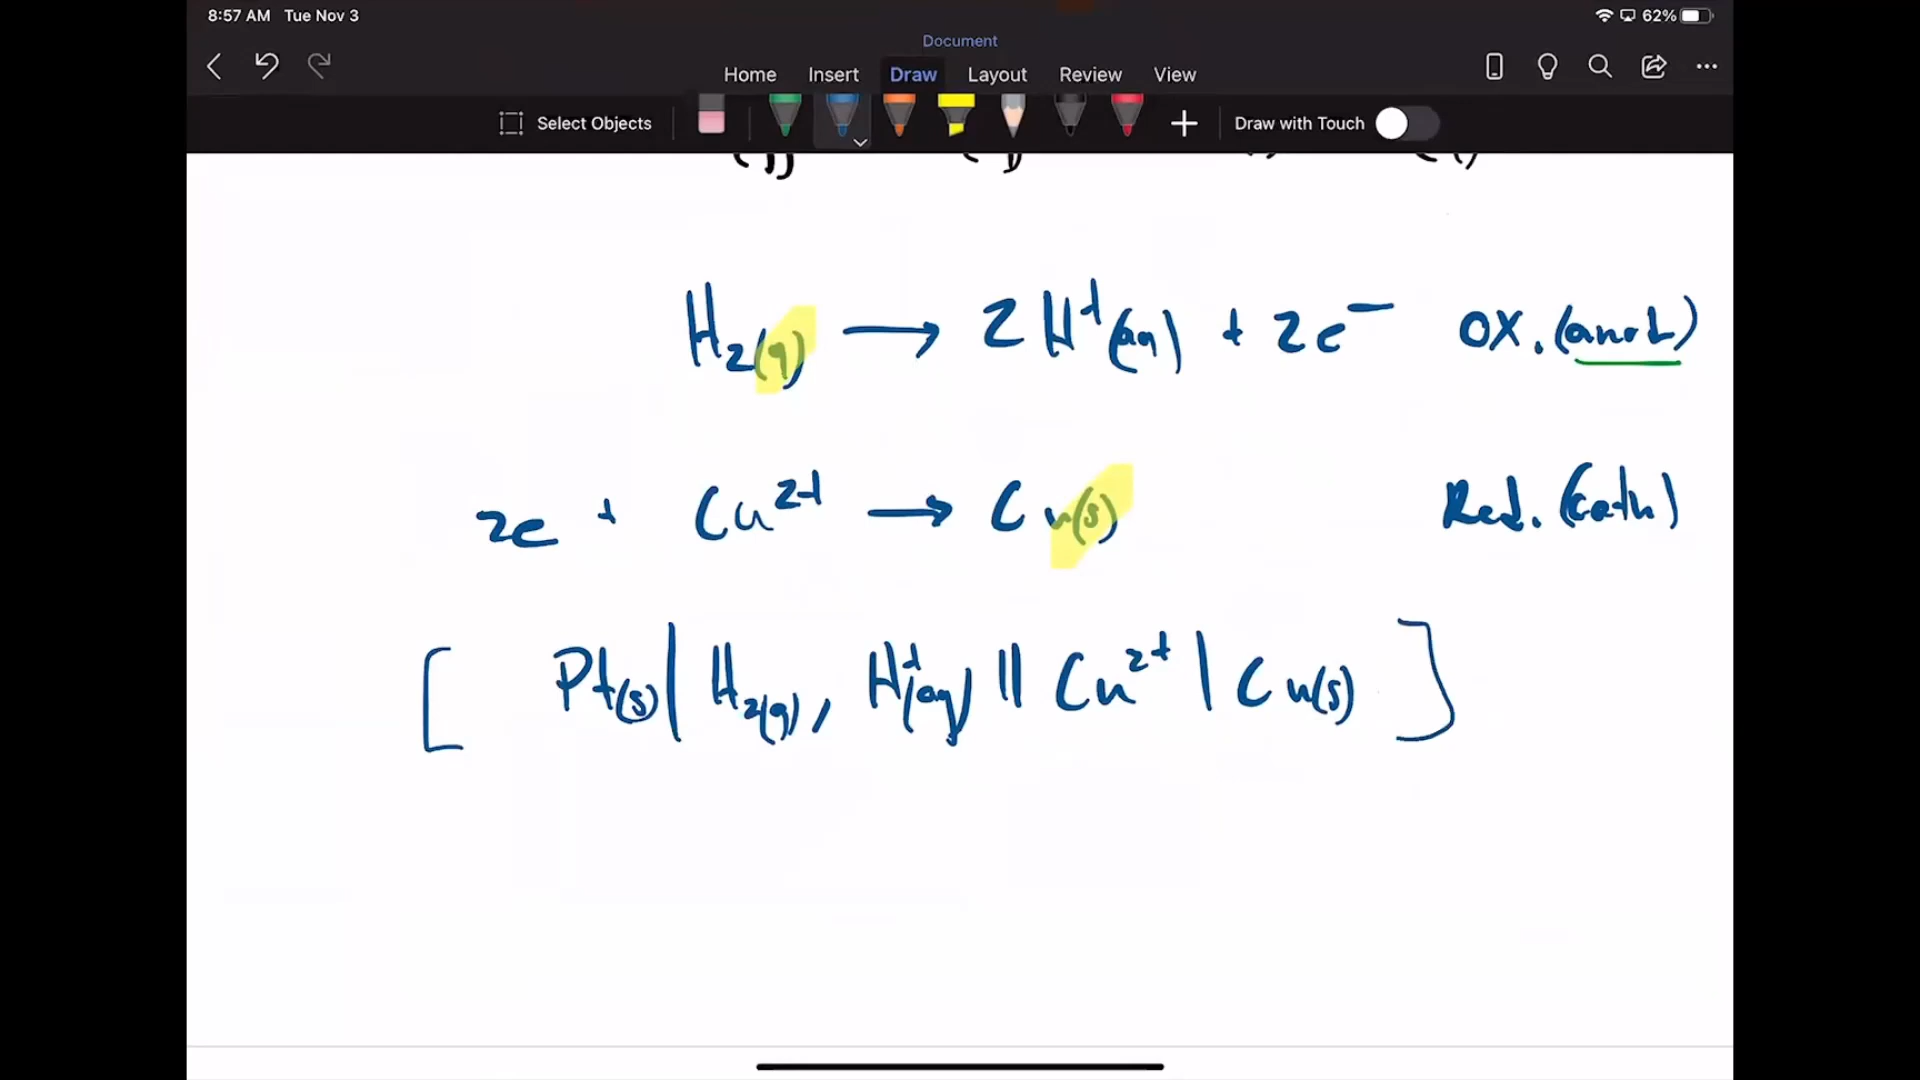 8:57 AM Tue Nov 3 62%
Document
Home Insert Draw Layout Review View
Select Objects Draw with Touch
H₂(g) → 2 H⁺(aq) + 2e⁻ OX. (anod)
2e + Cu²⁺ → Cu(s) Red. (cath)
[ Pt(s) | H₂(g), H⁺(aq) || Cu²⁺ | Cu(s) ]